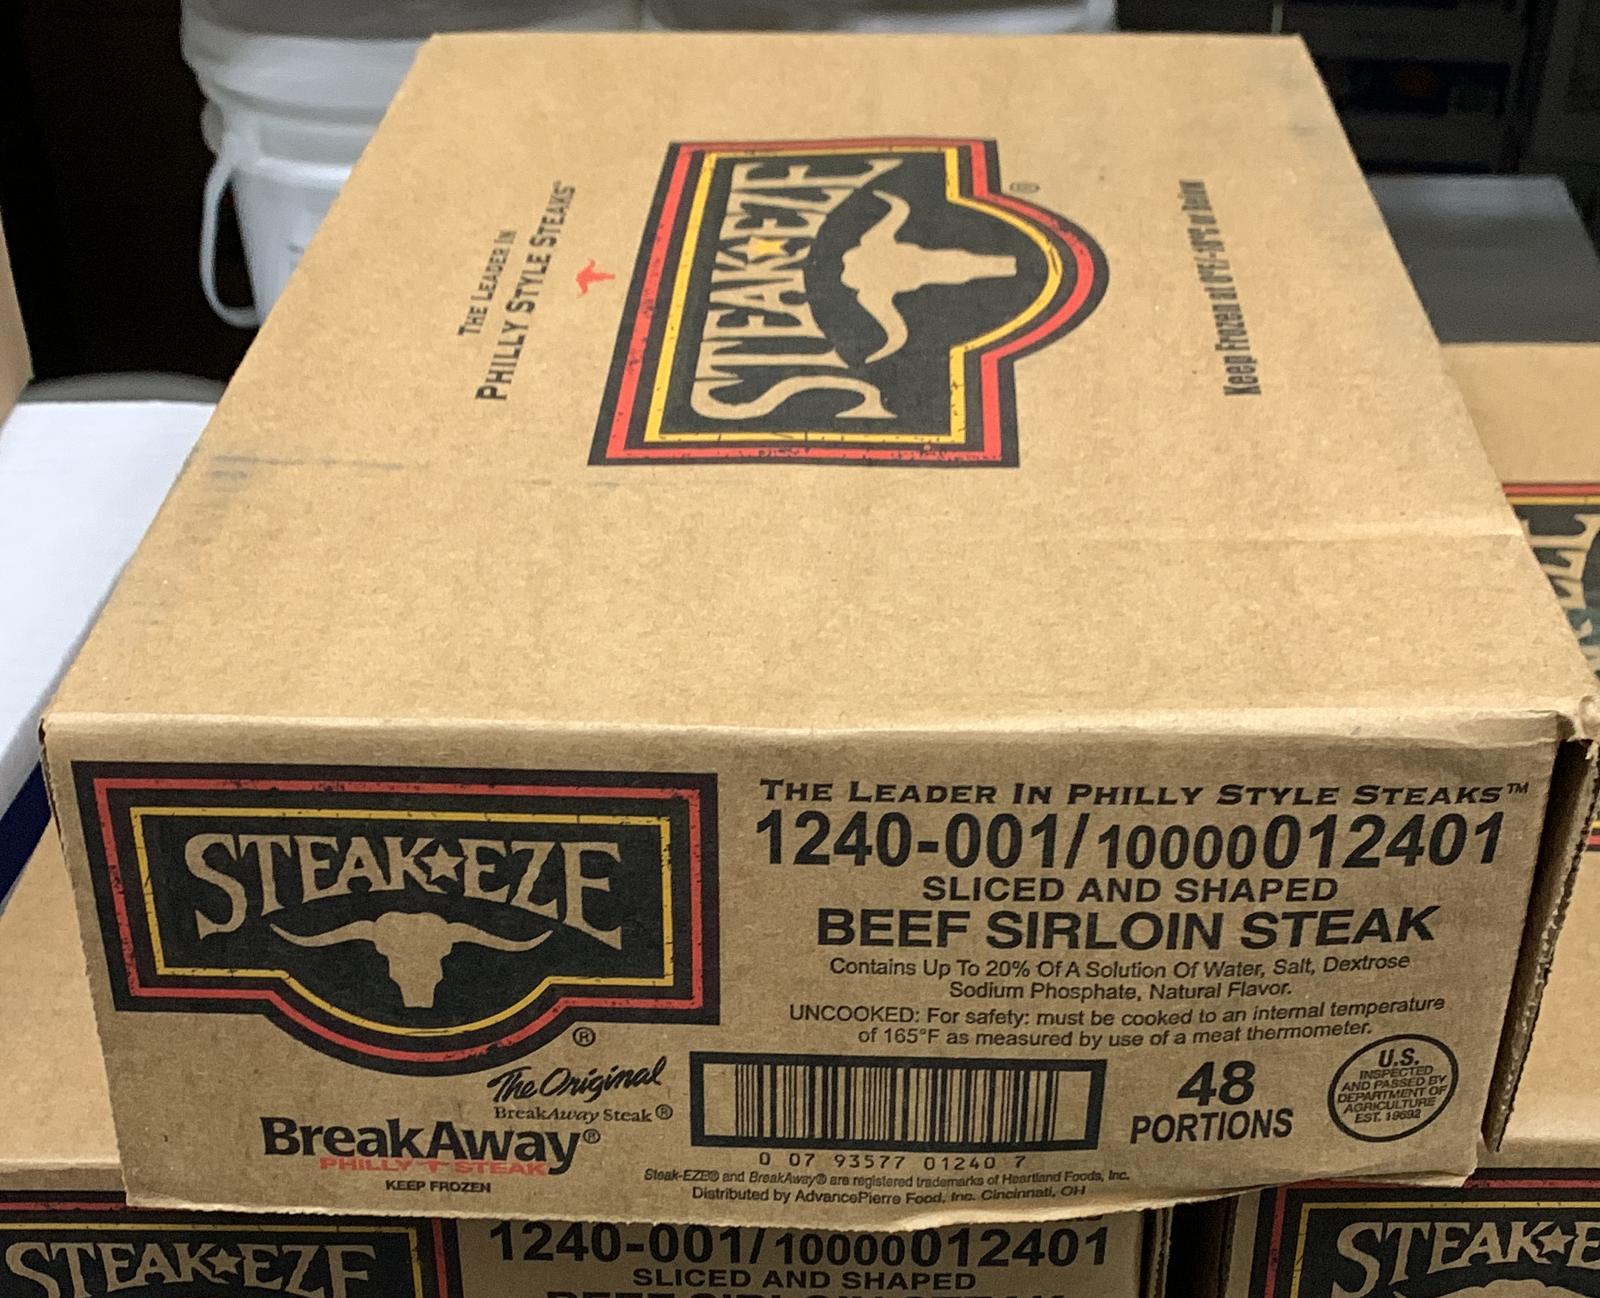 THE LEADER IN
PHILLY STYLE STEAKS™
STEAK EZE®
Keep Frozen at 0°F/-18°C or Below
STEAK EZE®
The Original
BreakAway Steak®
BreakAway®
PHILLY STEAK
KEEP FROZEN
THE LEADER IN PHILLY STYLE STEAKS™
1240-001/10000012401
SLICED AND SHAPED
BEEF SIRLOIN STEAK
Contains Up To 20% Of A Solution Of Water, Salt, Dextrose
Sodium Phosphate, Natural Flavor.
UNCOOKED: For safety: must be cooked to an internal temperature
of 165°F as measured by use of a meat thermometer.
0 07 93577 01240 7
48
PORTIONS
U.S.
INSPECTED
AND PASSED BY
DEPARTMENT OF
AGRICULTURE
EST. 19692
Steak-EZE® and BreakAway® are registered trademarks of Heartland Foods, Inc.
Distributed by AdvancePierre Food, Inc. Cincinnati, OH
STEAK EZE
1240-001/10000012401
SLICED AND SHAPED
STEAK E